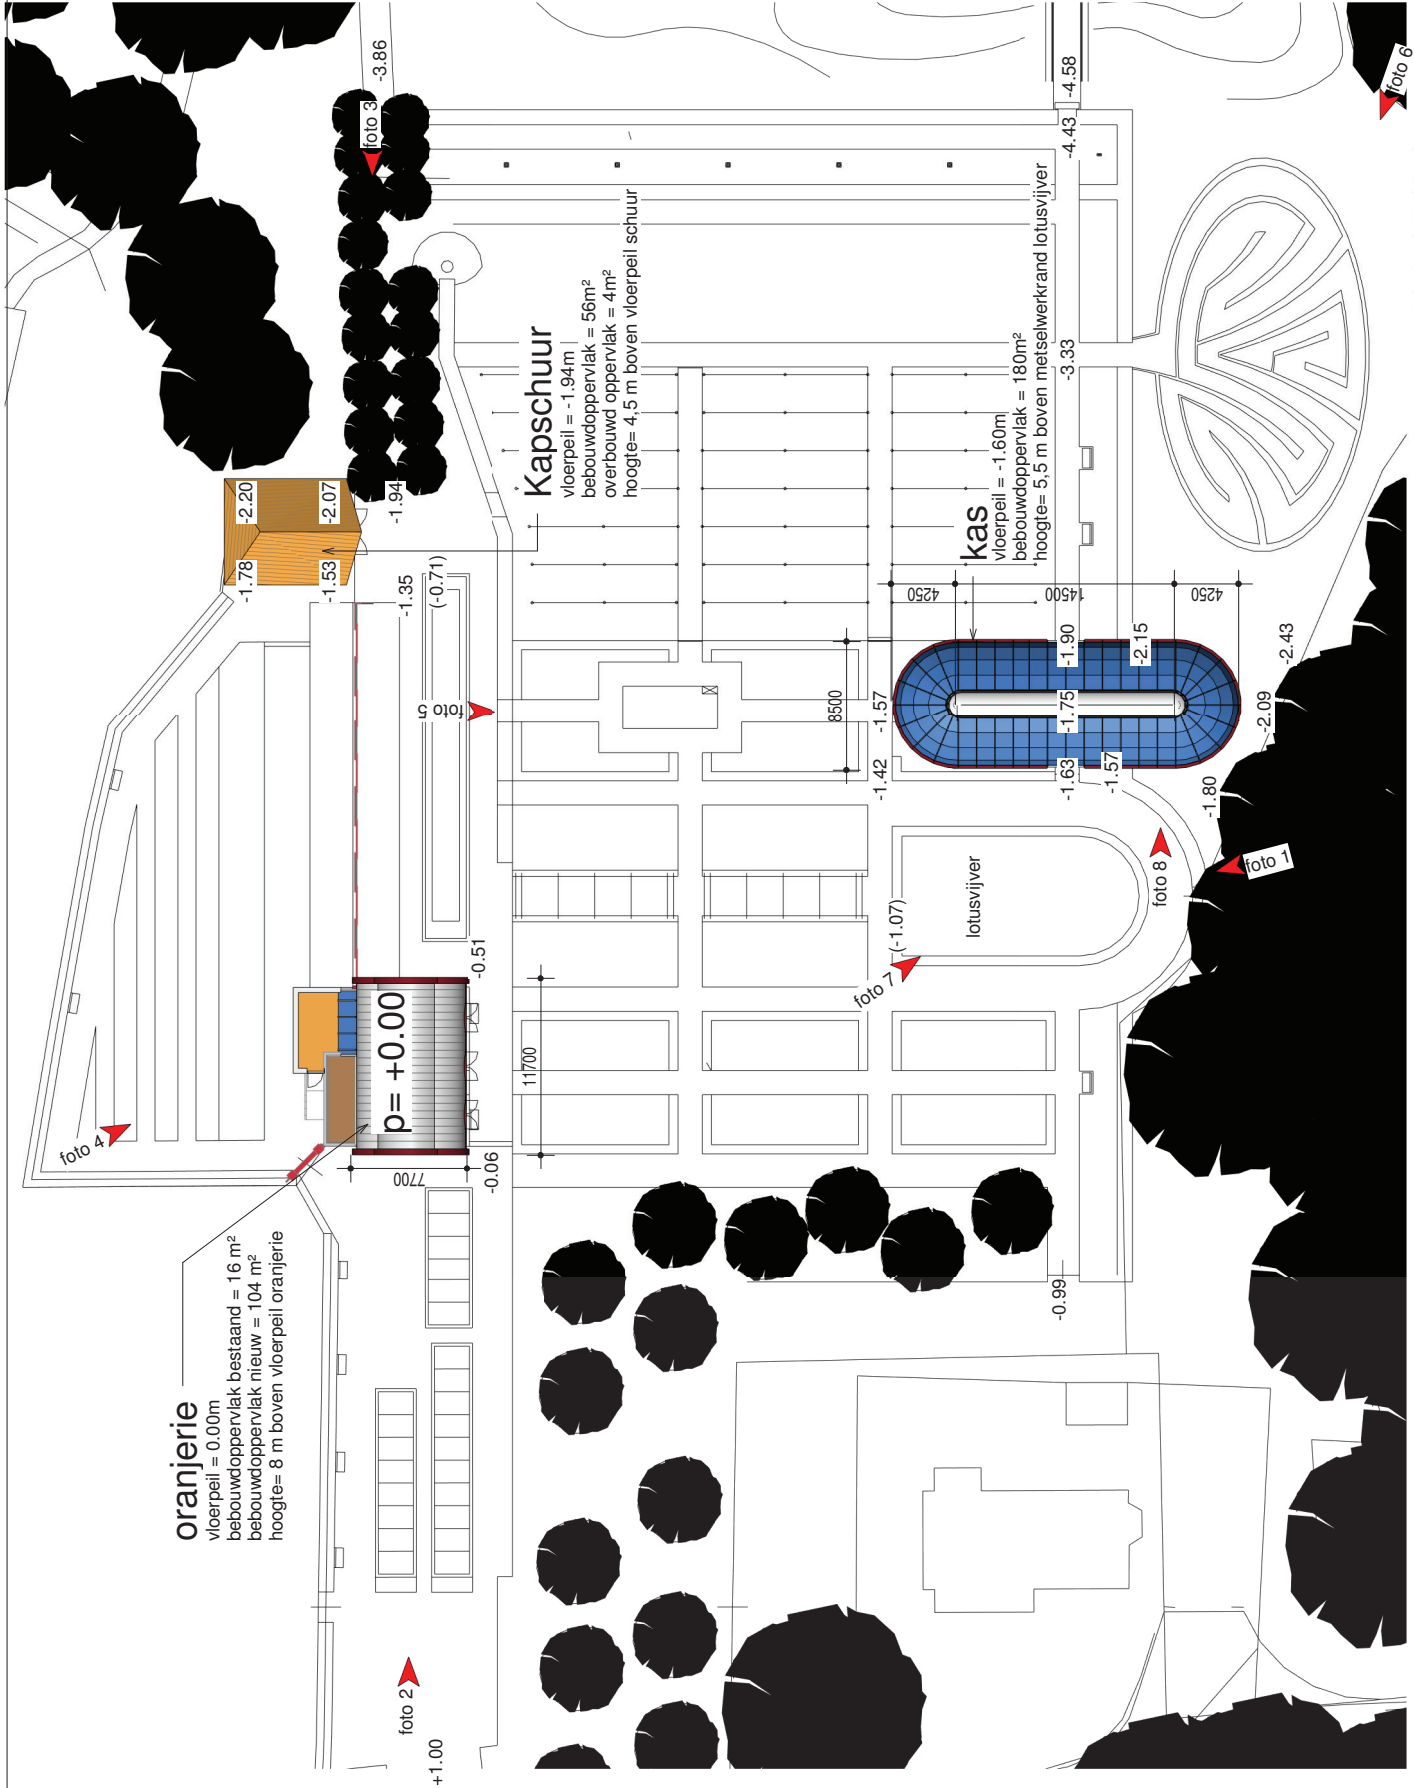 oranjerie
vloerpeil = 0.00m
bebouwdoppervlak bestaand = 16 m²
bebouwdoppervlak nieuw = 104 m²
hoogte= 8 m boven vloerpeil oranjerie
Kapschuur
vloerpeil = -1.94m
bebouwdoppervlak = 56m²
overbouwd oppervlak = 4m²
hoogte= 4,5 m boven vloerpeil schuur
kas
vloerpeil = -1.60m
bebouwdoppervlak = 180m²
hoogte= 5,5 m boven metselwerkrand lotusvijver
p= +0.00
lotusvijver
foto 1
foto 2
foto 3
foto 4
foto 5
foto 6
foto 7
foto 8
+1.00
-0.06
-0.51
7700
11700
8500
4250
14500
4250
-1.78
-2.20
-1.53
-2.07
-1.94
-1.35
(-0.71)
-3.86
-4.58
-4.43
-3.33
-1.42
-1.57
-1.63
-1.75
-1.90
-1.57
-2.15
-1.80
-2.09
-2.43
(-1.07)
-0.99